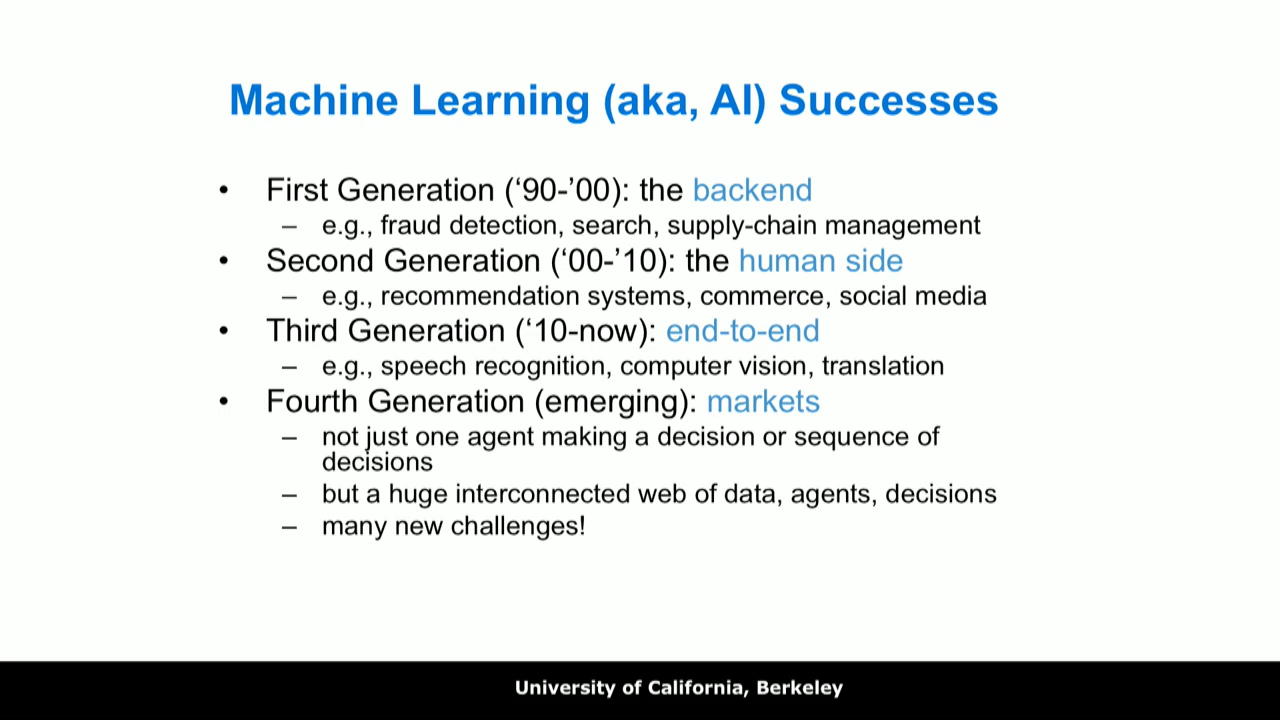 Machine Learning (aka, AI) Successes
• First Generation (‘90-’00): the backend
– e.g., fraud detection, search, supply-chain management
• Second Generation (‘00-’10): the human side
– e.g., recommendation systems, commerce, social media
• Third Generation (‘10-now): end-to-end
– e.g., speech recognition, computer vision, translation
• Fourth Generation (emerging): markets
– not just one agent making a decision or sequence of
decisions
– but a huge interconnected web of data, agents, decisions
– many new challenges!
University of California, Berkeley